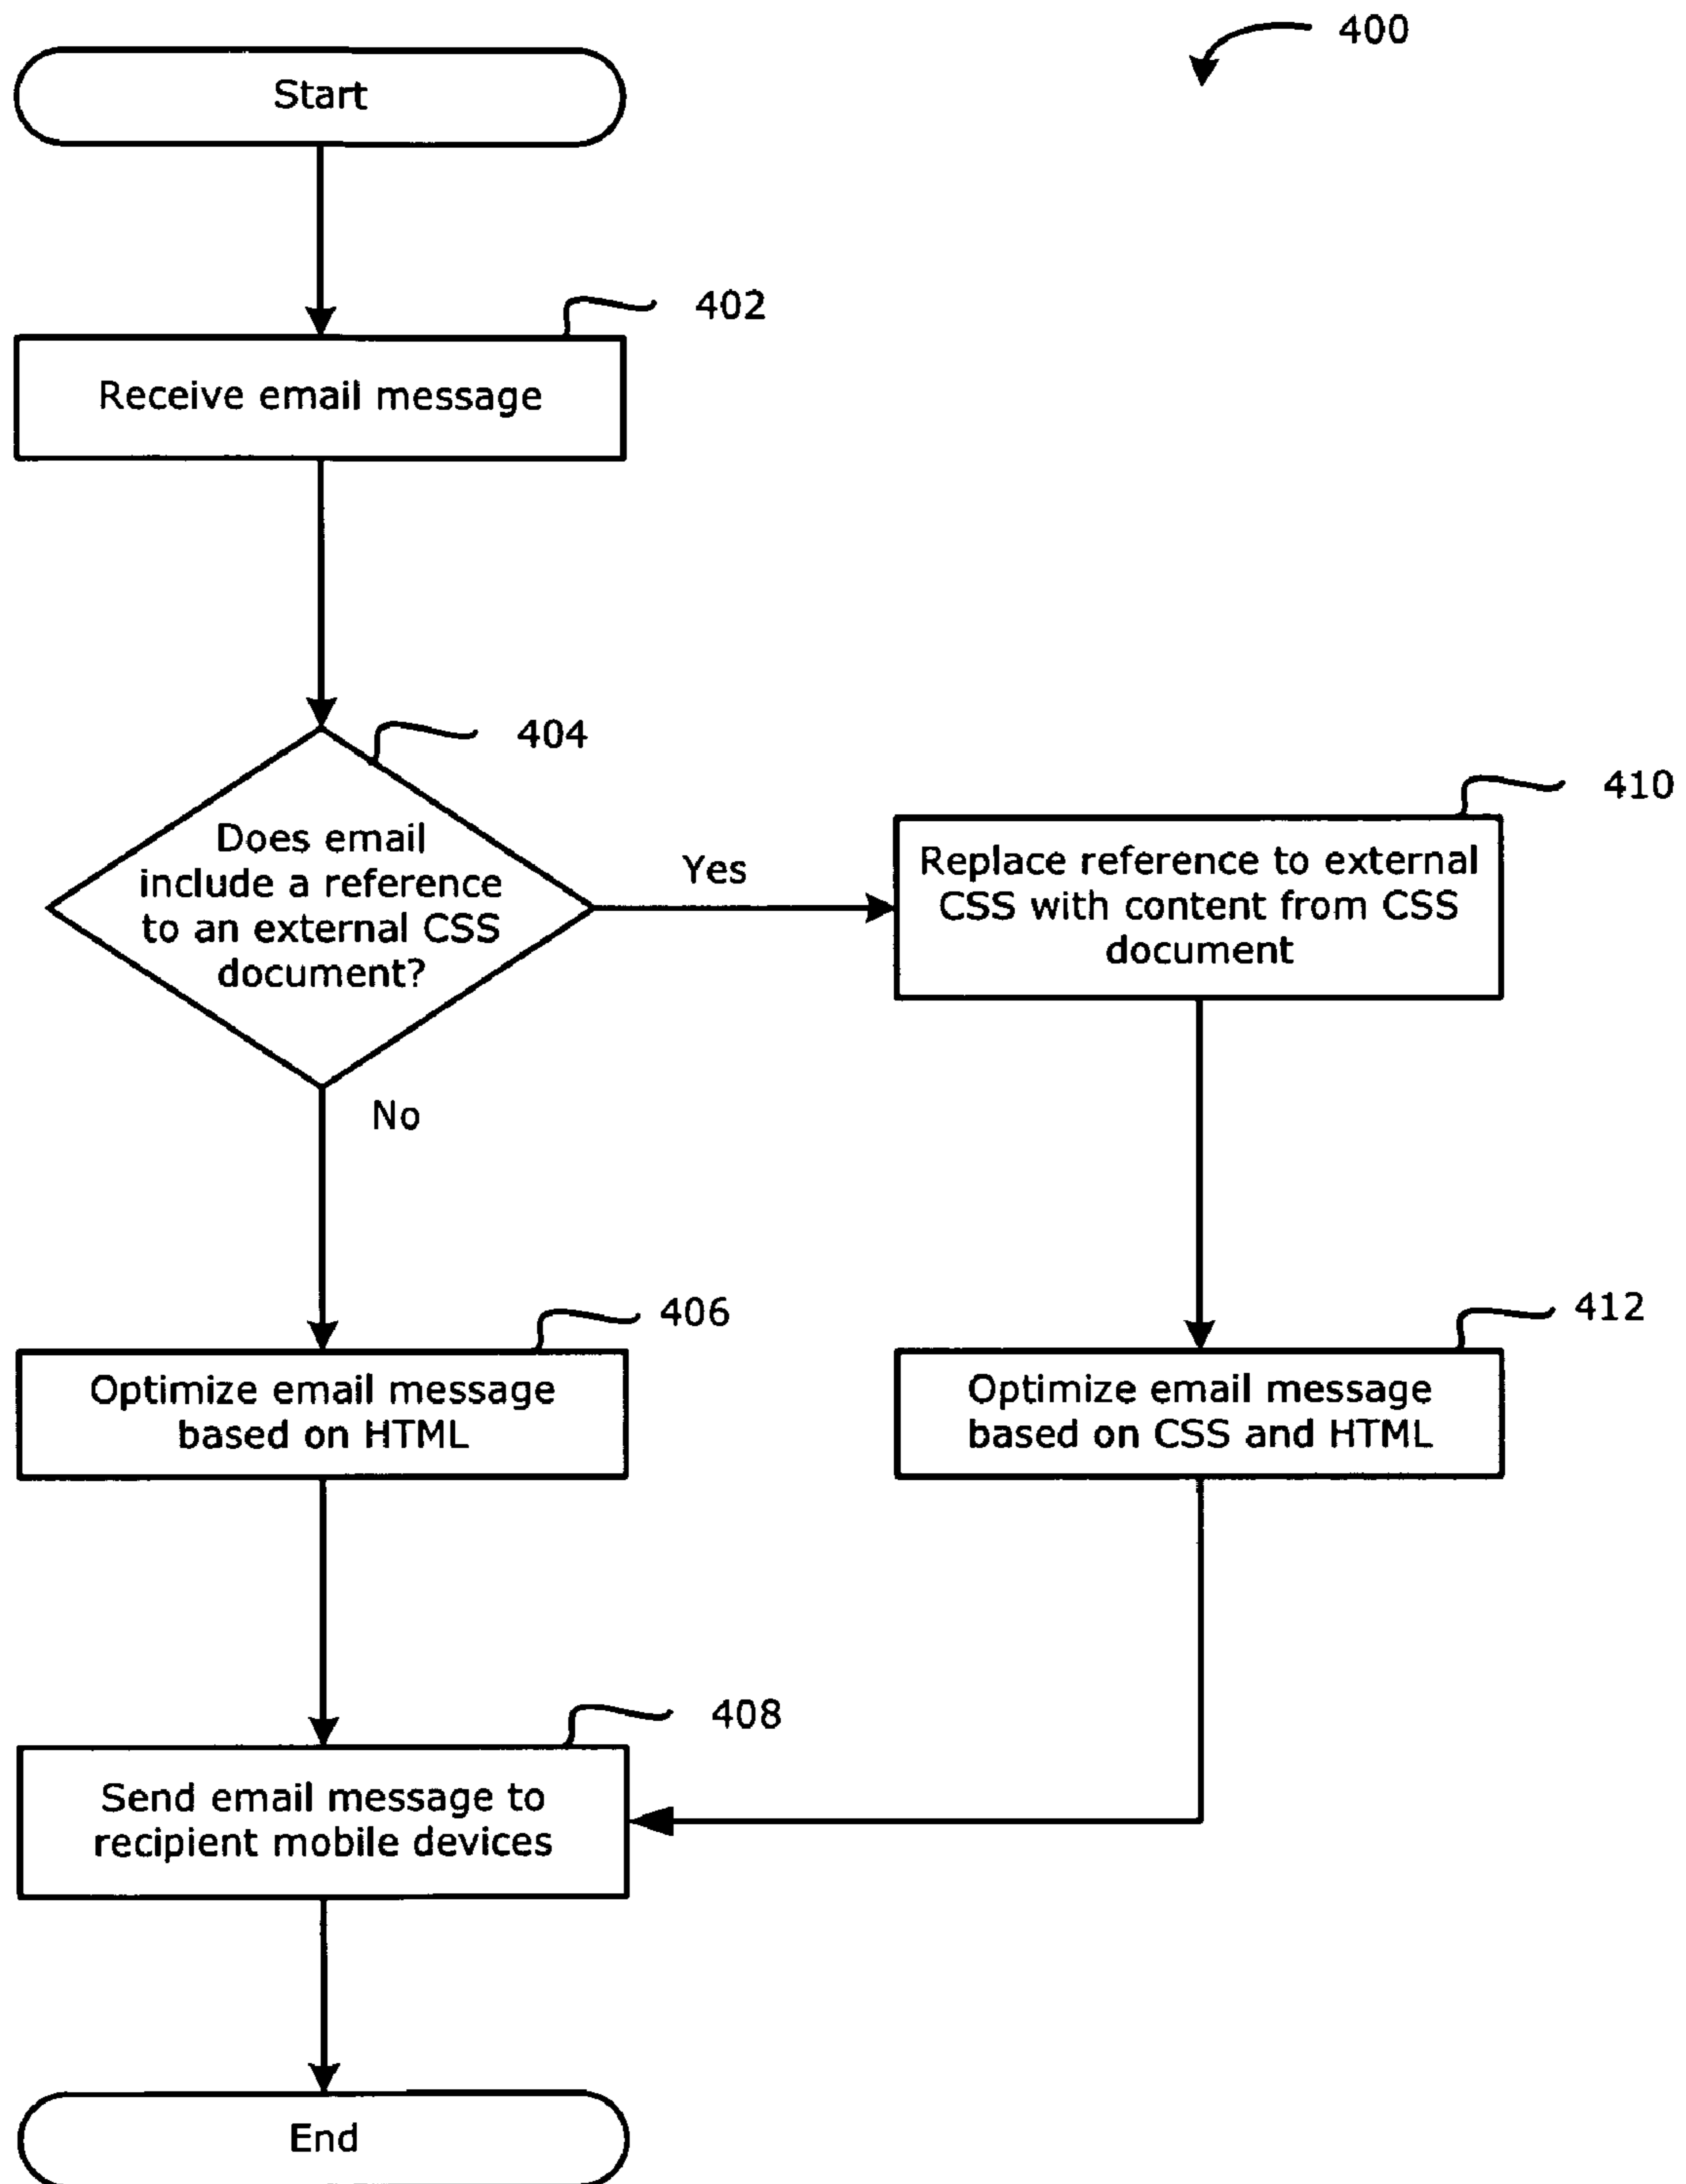 400
Start
402
Receive email message
404
Does email
include a reference
to an external CSS
document?
Yes
410
Replace reference to external
CSS with content from CSS
document
No
406
Optimize email message
based on HTML
412
Optimize email message
based on CSS and HTML
408
Send email message to
recipient mobile devices
End